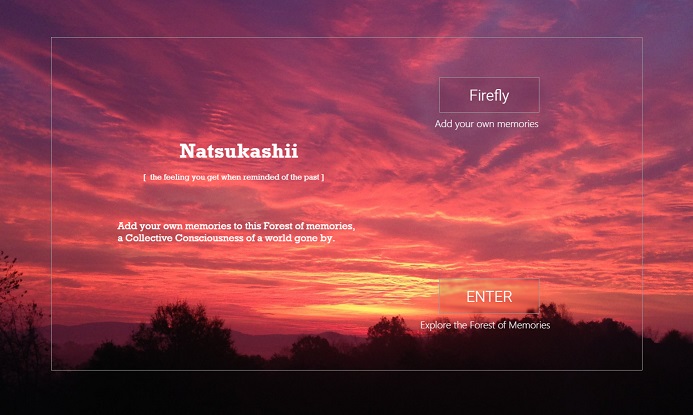 Natsukashii
[ the feeling you get when reminded of the past ]
Add your own memories to this Forest of memories,
a Collective Consciousness of a world gone by.
Firefly
Add your own memories
ENTER
Explore the Forest of Memories